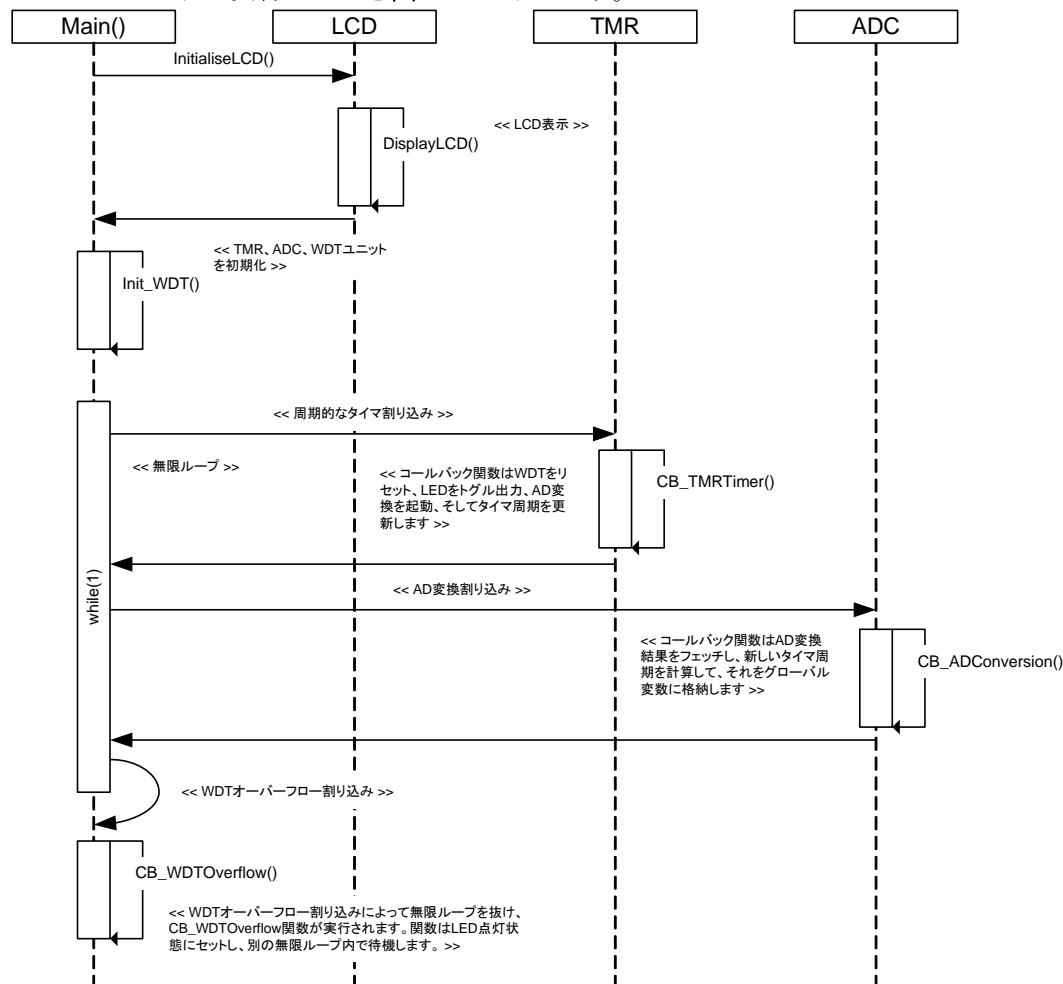 Main()
LCD
TMR
ADC
InitialiseLCD()
DisplayLCD()
<< LCD表示 >>
<< TMR、ADC、WDTユニット
を初期化 >>
Init_WDT()
<< 周期的なタイマ割り込み >>
<< 無限ループ >>
<< コールバック関数はWDTをリ
セット、LEDをトグル出力、AD変
換を起動、そしてタイマ周期を更
新します >>
CB_TMRTimer()
while(1)
<< AD変換割り込み >>
<< コールバック関数はAD変換
結果をフェッチし、新しいタイマ周
期を計算して、それをグローバル
変数に格納します >>
CB_ADConversion()
<< WDTオーバーフロー割り込み >>
CB_WDTOverflow()
<< WDTオーバーフロー割り込みによって無限ループを抜け、
CB_WDTOverflow関数が実行されます。関数はLED点灯状
態にセットし、別の無限ループ内で待機します。 >>